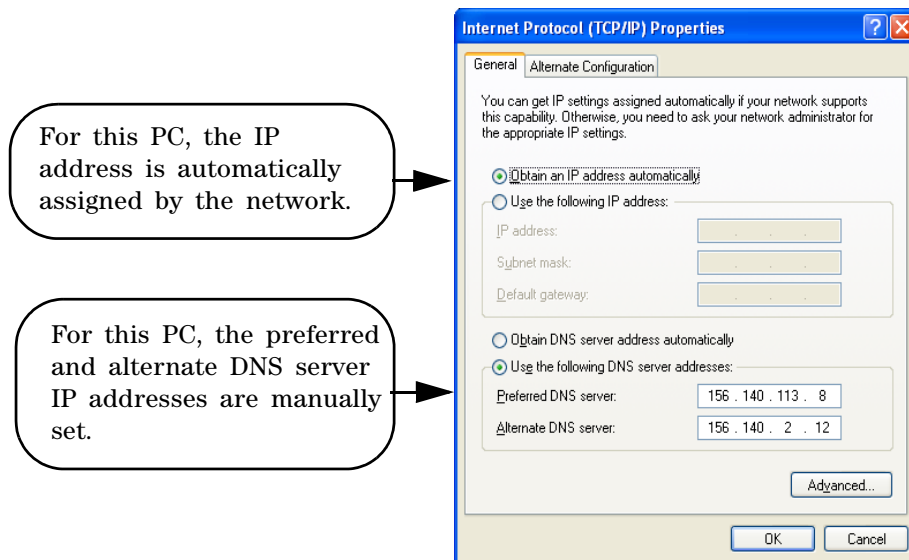 Internet Protocol (TCP/IP) Properties
General
Alternate Configuration
You can get IP settings assigned automatically if your network supports
this capability. Otherwise, you need to ask your network administrator for
the appropriate IP settings.
For this PC, the IP
address is automatically
assigned by the network.
Obtain an IP address automatically
Use the following IP address:
IP address:
Subnet mask:
Default gateway:
For this PC, the preferred
and alternate DNS server
IP addresses are manually
set.
Obtain DNS server address automatically
Use the following DNS server addresses:
Preferred DNS server: 156 . 140 . 113 . 8
Alternate DNS server: 156 . 140 . 2 . 12
Advanced...
OK Cancel